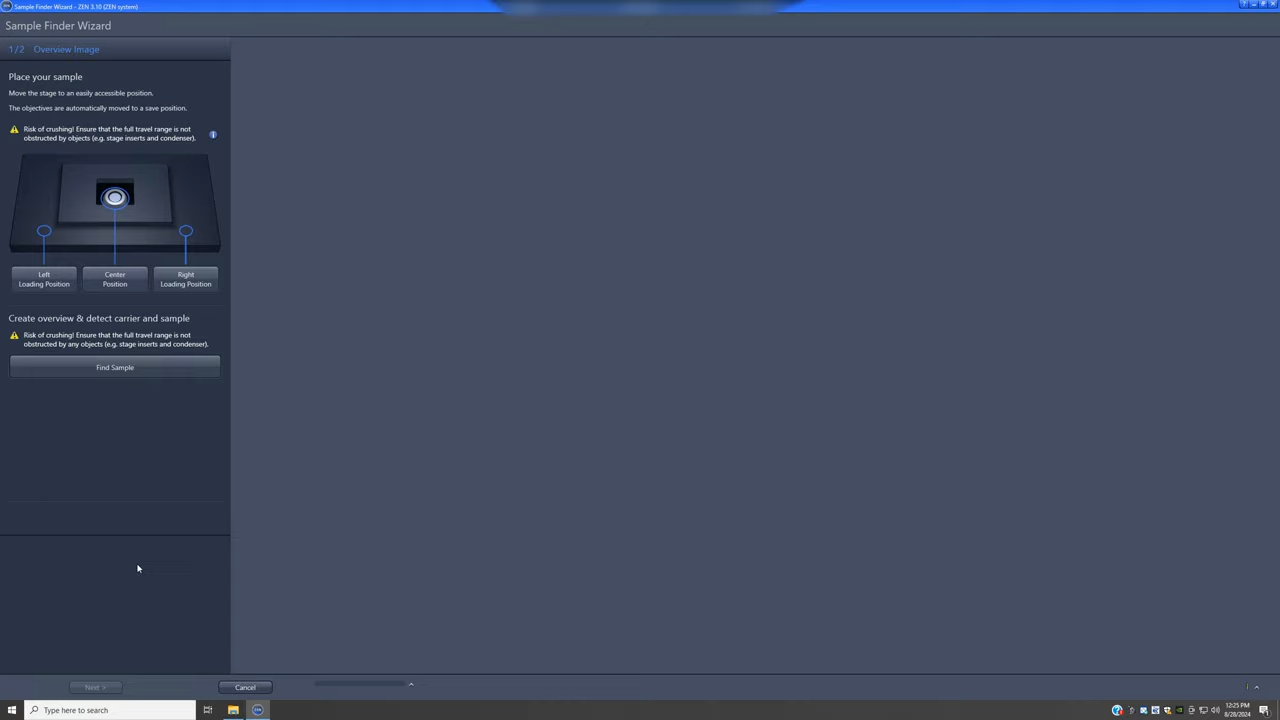 Sample Finder Wizard - ZEN 3.10 (ZEN system)
Sample Finder Wizard
1/2 Overview Image
Place your sample
Move the stage to an easily accessible position.
The objectives are automatically moved to a save position.
Risk of crushing! Ensure that the full travel range is not
obstructed by objects (e.g. stage inserts and condenser).
Left
Loading Position
Center
Position
Right
Loading Position
Create overview & detect carrier and sample
Risk of crushing! Ensure that the full travel range is not
obstructed by any objects (e.g. stage inserts and condenser).
Find Sample
Next >
Cancel
Type here to search
ZEN
12:25 PM
8/28/2024